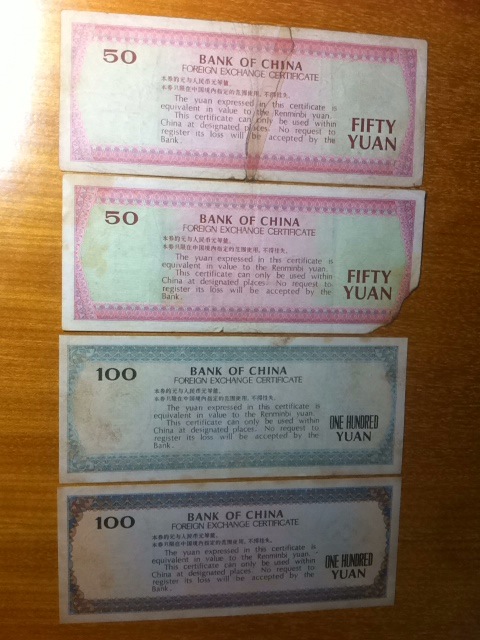 50
BANK OF CHINA
FOREIGN EXCHANGE CERTIFICATE
本券的元与人民币元等值。
本券只限在中国境内指定的范围使用,不得挂失。
The yuan expressed in this certificate is
equivalent in value to the Renminbi yuan.
This certificate can only be used within
China at designated places. No request to
register its loss will be accepted by the
Bank.
FIFTY
YUAN
50
BANK OF CHINA
FOREIGN EXCHANGE CERTIFICATE
本券的元与人民币元等值。
本券只限在中国境内指定的范围使用,不得挂失。
The yuan expressed in this certificate is
equivalent in value to the Renminbi yuan.
This certificate can only be used within
China at designated places. No request to
register its loss will be accepted by the
Bank.
FIFTY
YUAN
100
BANK OF CHINA
FOREIGN EXCHANGE CERTIFICATE
本券的元与人民币元等值。
本券只限在中国境内指定的范围使用,不得挂失。
The yuan expressed in this certificate is
equivalent in value to the Renminbi yuan.
This certificate can only be used within
China at designated places. No request to
register its loss will be accepted by the
Bank.
ONE HUNDRED
YUAN
100
BANK OF CHINA
FOREIGN EXCHANGE CERTIFICATE
本券的元与人民币元等值。
本券只限在中国境内指定的范围使用,不得挂失。
The yuan expressed in this certificate is
equivalent in value to the Renminbi yuan.
This certificate can only be used within
China at designated places. No request to
register its loss will be accepted by the
Bank.
ONE HUNDRED
YUAN